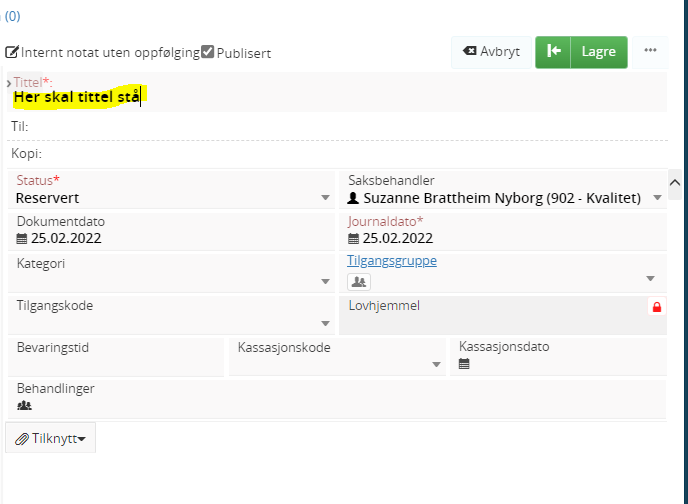 (0)
Internt notat uten oppfølging Publisert Avbryt Lagre ...
Tittel*:
Her skal tittel stå
Til:
Kopi:
Status* Saksbehandler
Reservert Suzanne Brattheim Nyborg (902 - Kvalitet)
Dokumentdato Journaldato*
25.02.2022 25.02.2022
Kategori Tilgangsgruppe
Tilgangskode Lovhjemmel
Bevaringstid Kassasjonskode Kassasjonsdato
Behandlinger
Tilknytt